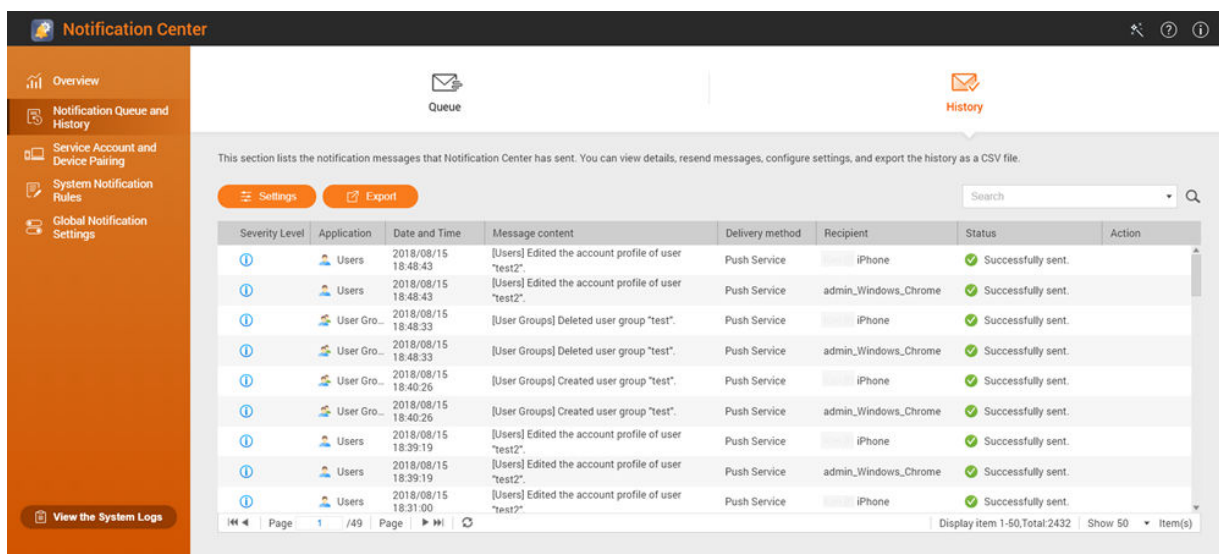 Notification Center
Overview
Notification Queue and
History
Service Account and
Device Pairing
System Notification
Rules
Global Notification
Settings
View the System Logs
Queue
History
This section lists the notification messages that Notification Center has sent. You can view details, resend messages, configure settings, and export the history as a CSV file.
Settings Export Search
Severity Level Application Date and Time Message content Delivery method Recipient Status Action
Users 2018/08/15 18:48:43 [Users] Edited the account profile of user "test2". Push Service iPhone Successfully sent.
Users 2018/08/15 18:48:43 [Users] Edited the account profile of user "test2". Push Service admin_Windows_Chrome Successfully sent.
User Gro... 2018/08/15 18:48:33 [User Groups] Deleted user group "test". Push Service iPhone Successfully sent.
User Gro... 2018/08/15 18:48:33 [User Groups] Deleted user group "test". Push Service admin_Windows_Chrome Successfully sent.
User Gro... 2018/08/15 18:40:26 [User Groups] Created user group "test". Push Service iPhone Successfully sent.
User Gro... 2018/08/15 18:40:26 [User Groups] Created user group "test". Push Service admin_Windows_Chrome Successfully sent.
Users 2018/08/15 18:39:19 [Users] Edited the account profile of user "test2". Push Service iPhone Successfully sent.
Users 2018/08/15 18:39:19 [Users] Edited the account profile of user "test2". Push Service admin_Windows_Chrome Successfully sent.
Users 2018/08/15 18:31:00 [Users] Edited the account profile of user "test2" Push Service iPhone Successfully sent.
Page 1 /49 Page Display item 1-50,Total:2432 Show 50 Item(s)